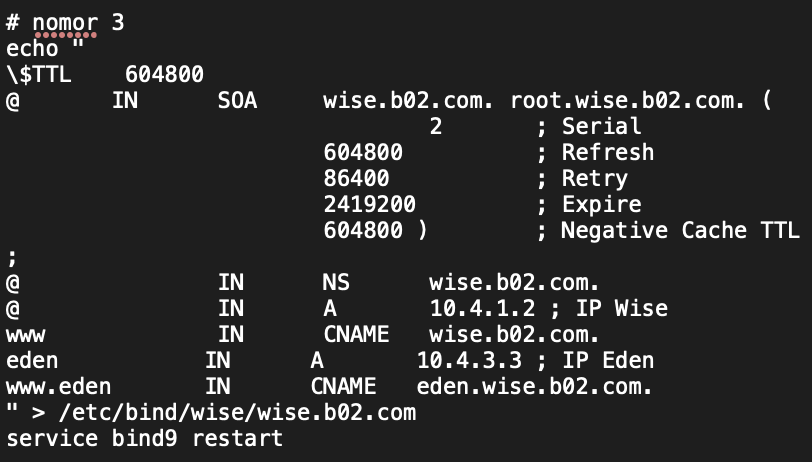 # nomor 3
echo "
\$TTL    604800
@       IN      SOA     wise.b02.com. root.wise.b02.com. (
                                2       ; Serial
                        604800          ; Refresh
                        86400           ; Retry
                        2419200         ; Expire
                        604800 )        ; Negative Cache TTL
;
@               IN      NS      wise.b02.com.
@               IN      A       10.4.1.2 ; IP Wise
www             IN      CNAME   wise.b02.com.
eden           IN      A       10.4.3.3 ; IP Eden
www.eden       IN      CNAME   eden.wise.b02.com.
" > /etc/bind/wise/wise.b02.com
service bind9 restart